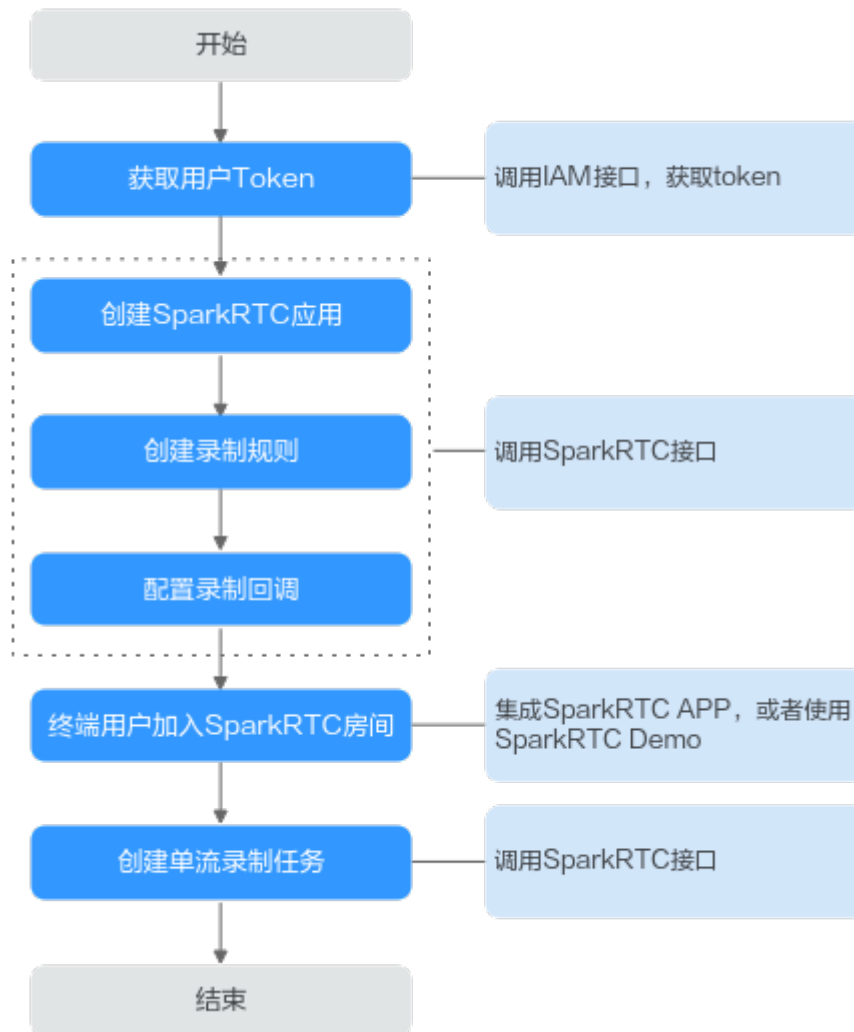 开始
获取用户Token
调用IAM接口，获取token
创建SparkRTC应用
创建录制规则
调用SparkRTC接口
配置录制回调
终端用户加入SparkRTC房间
集成SparkRTC APP，或者使用
SparkRTC Demo
创建单流录制任务
调用SparkRTC接口
结束